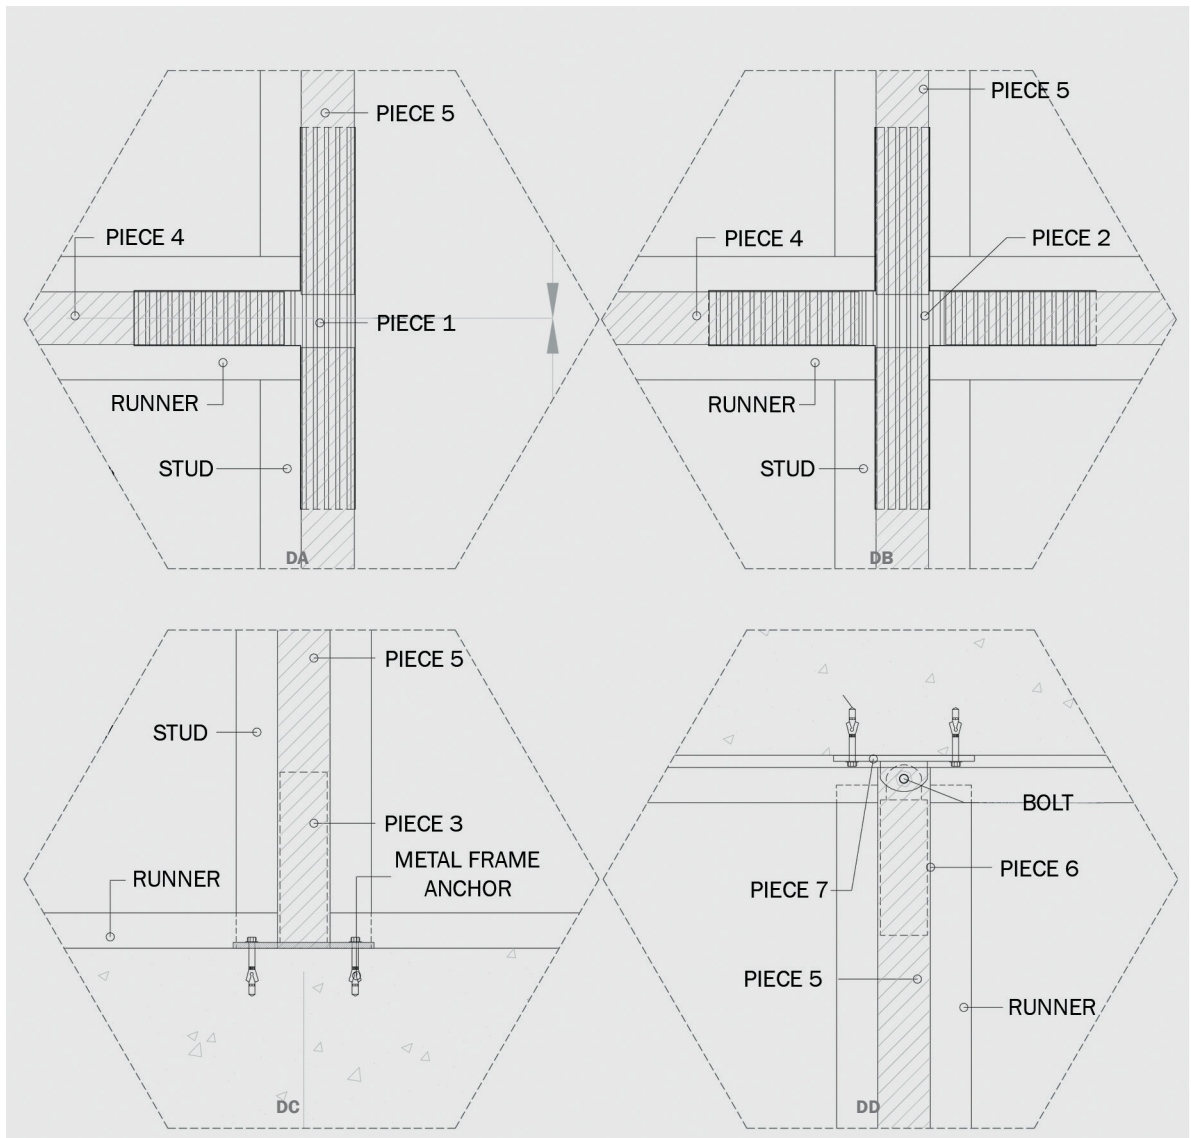 PIECE 5
PIECE 4
PIECE 1
RUNNER
STUD
DA
PIECE 5
PIECE 4
PIECE 2
RUNNER
STUD
DB
PIECE 5
STUD
PIECE 3
METAL FRAME
ANCHOR
RUNNER
DC
BOLT
PIECE 6
PIECE 7
PIECE 5
RUNNER
DD